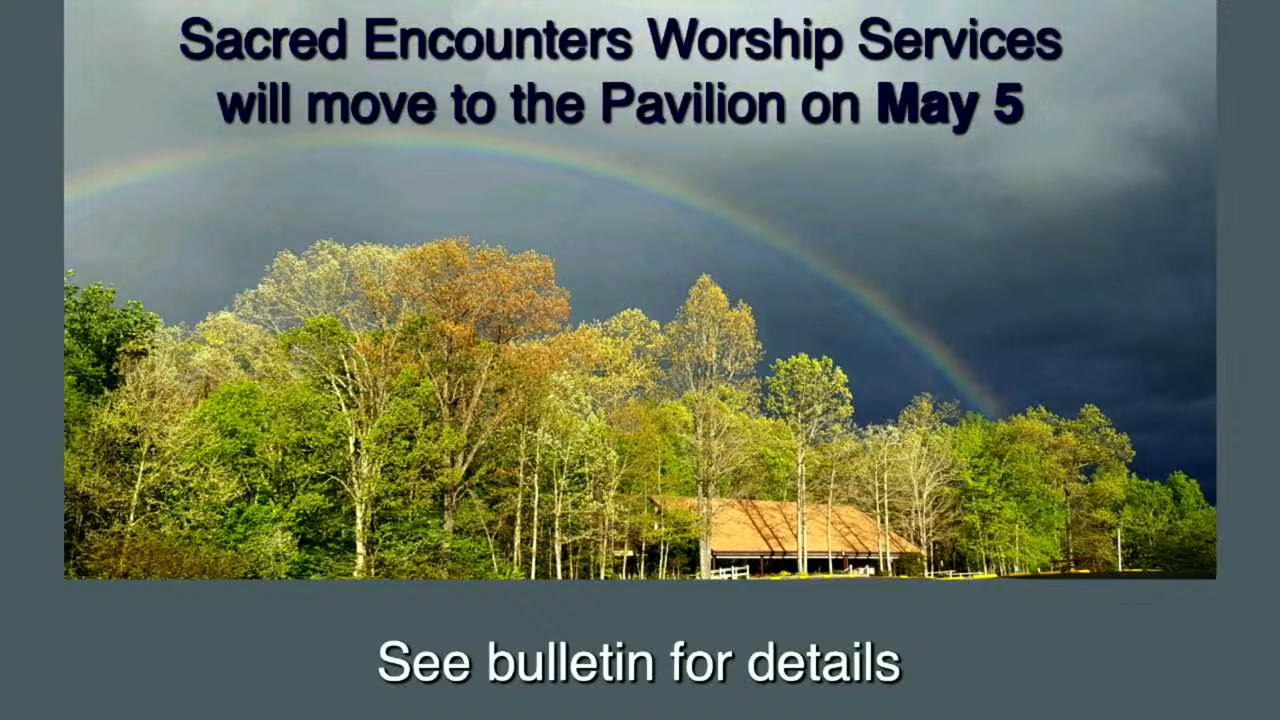 Sacred Encounters Worship Services
will move to the Pavilion on May 5
See bulletin for details